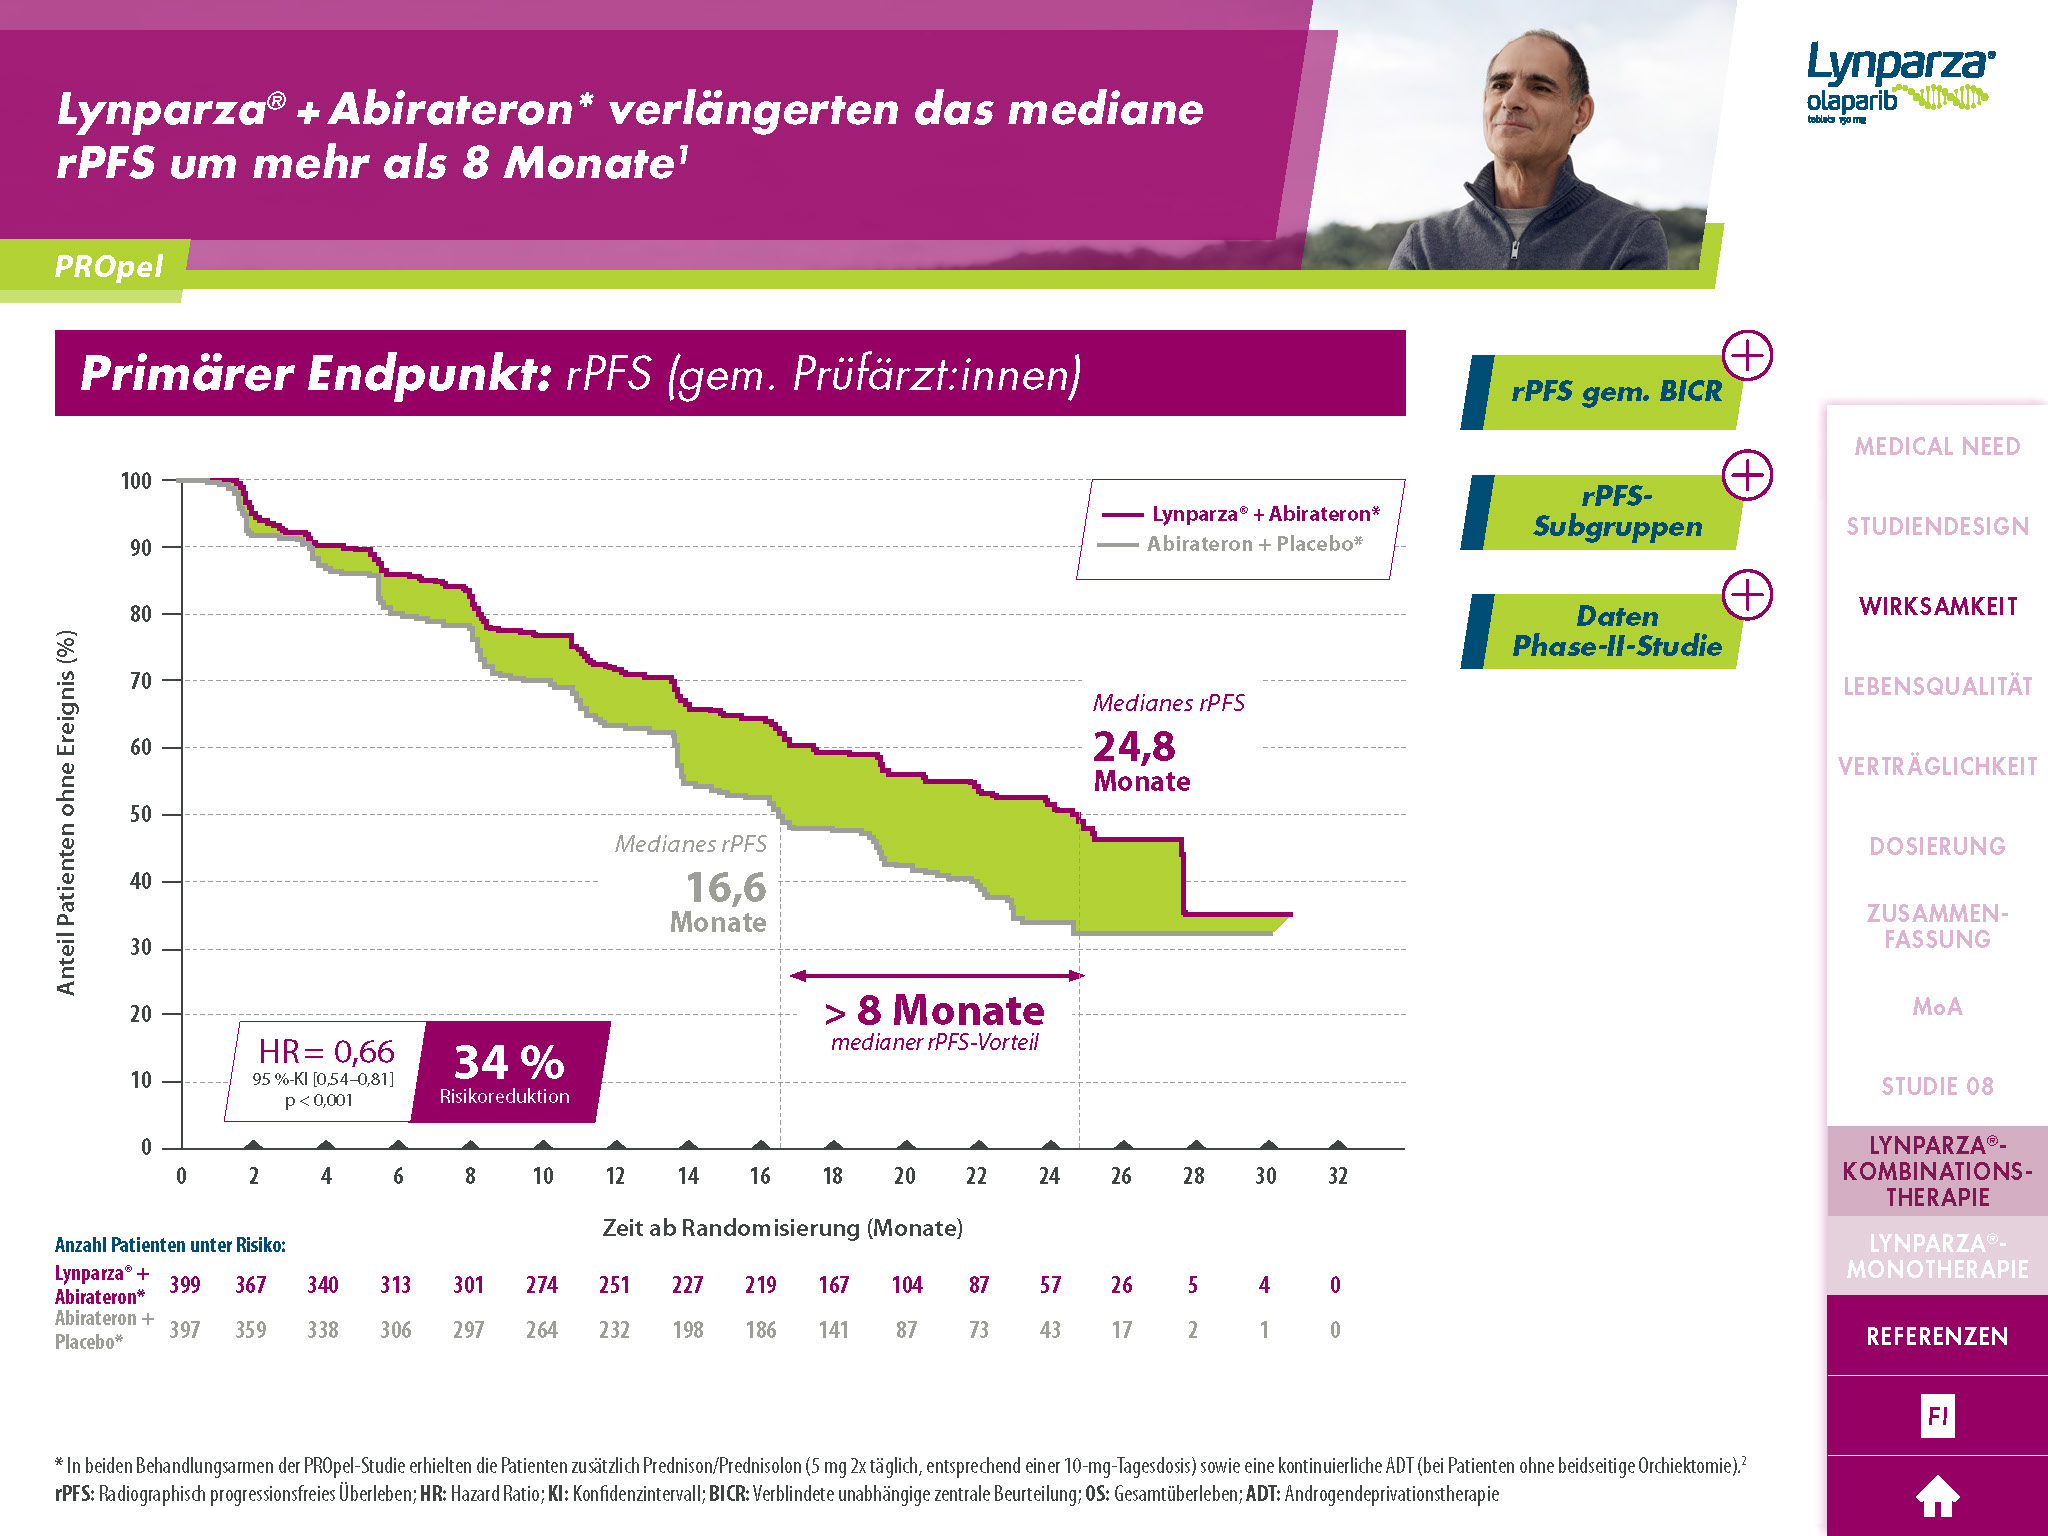 Lynparza® + Abirateron* verlängerten das mediane
rPFS um mehr als 8 Monate¹
Lynparza®
olaparib
tablets 150 mg
PROpel
Primärer Endpunkt: rPFS (gem. Prüfärzt:innen)
rPFS gem. BICR
rPFS-
Subgruppen
Daten
Phase-II-Studie
MEDICAL NEED
STUDIENDESIGN
WIRKSAMKEIT
LEBENSQUALITÄT
VERTRÄGLICHKEIT
DOSIERUNG
ZUSAMMEN-
FASSUNG
MoA
STUDIE 08
LYNPARZA®-
KOMBINATIONS-
THERAPIE
LYNPARZA®-
MONOTHERAPIE
REFERENZEN
FI
Anteil Patienten ohne Ereignis (%)
100
90
80
70
60
50
40
30
20
10
0
Lynparza® + Abirateron*
Abirateron + Placebo*
Medianes rPFS
24,8
Monate
Medianes rPFS
16,6
Monate
> 8 Monate
medianer rPFS-Vorteil
HR = 0,66
95 %-KI [0,54–0,81]
p < 0,001
34 %
Risikoreduktion
0 2 4 6 8 10 12 14 16 18 20 22 24 26 28 30 32
Zeit ab Randomisierung (Monate)
Anzahl Patienten unter Risiko:
Lynparza® +
Abirateron*
399 367 340 313 301 274 251 227 219 167 104 87 57 26 5 4 0
Abirateron +
Placebo*
397 359 338 306 297 264 232 198 186 141 87 73 43 17 2 1 0
* In beiden Behandlungsarmen der PROpel-Studie erhielten die Patienten zusätzlich Prednison/Prednisolon (5 mg 2x täglich, entsprechend einer 10-mg-Tagesdosis) sowie eine kontinuierliche ADT (bei Patienten ohne beidseitige Orchiektomie).²
rPFS: Radiographisch progressionsfreies Überleben; HR: Hazard Ratio; KI: Konfidenzintervall; BICR: Verblindete unabhängige zentrale Beurteilung; OS: Gesamtüberleben; ADT: Androgendeprivationstherapie